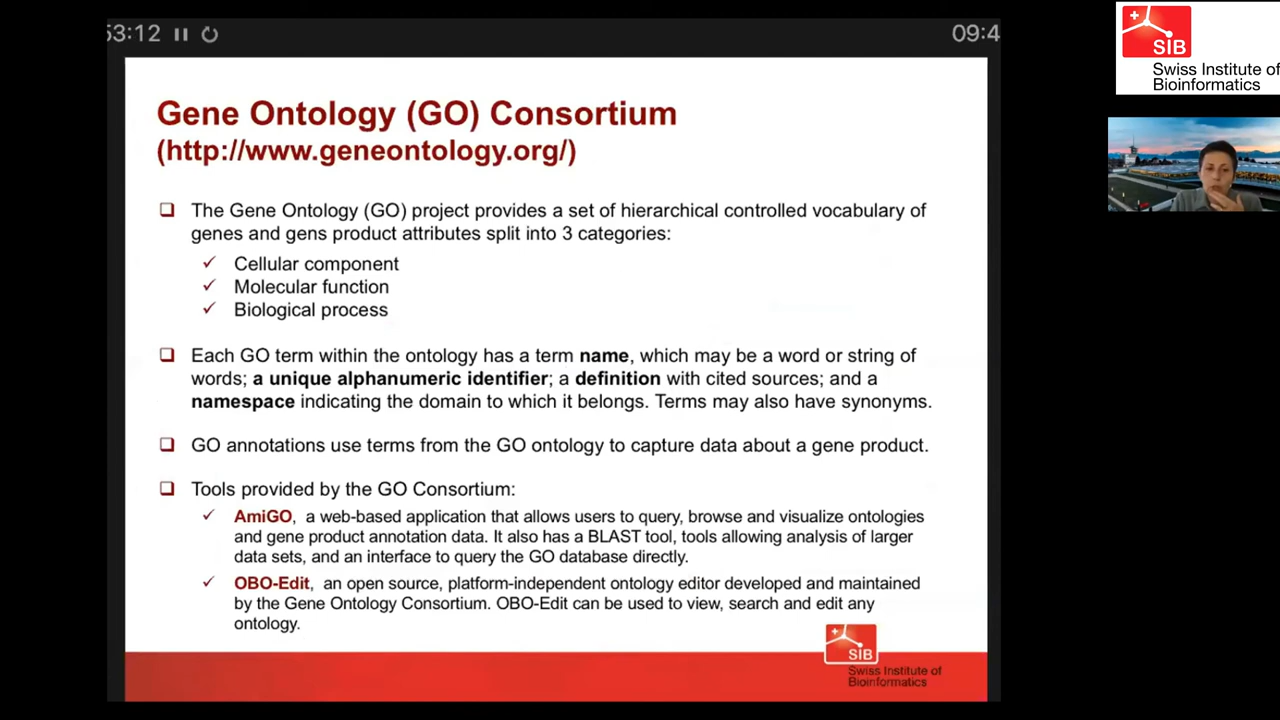 53:12
09:4
SIB
Swiss Institute of
Bioinformatics
Gene Ontology (GO) Consortium
(http://www.geneontology.org/)
The Gene Ontology (GO) project provides a set of hierarchical controlled vocabulary of
genes and gens product attributes split into 3 categories:
Cellular component
Molecular function
Biological process
Each GO term within the ontology has a term name, which may be a word or string of
words; a unique alphanumeric identifier; a definition with cited sources; and a
namespace indicating the domain to which it belongs. Terms may also have synonyms.
GO annotations use terms from the GO ontology to capture data about a gene product.
Tools provided by the GO Consortium:
AmiGO, a web-based application that allows users to query, browse and visualize ontologies
and gene product annotation data. It also has a BLAST tool, tools allowing analysis of larger
data sets, and an interface to query the GO database directly.
OBO-Edit, an open source, platform-independent ontology editor developed and maintained
by the Gene Ontology Consortium. OBO-Edit can be used to view, search and edit any
ontology.
SIB
Swiss Institute of
Bioinformatics